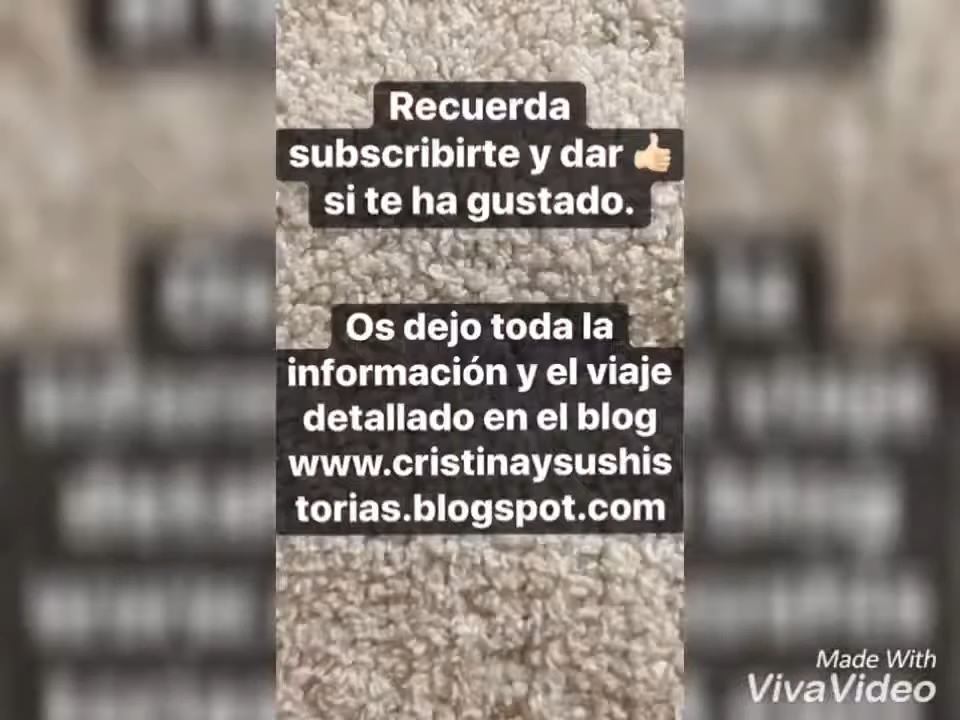 Recuerda
subscribirte y dar 👍🏻
si te ha gustado.
Os dejo toda la
información y el viaje
detallado en el blog
www.cristinaysushis
torias.blogspot.com
Made With
VivaVideo